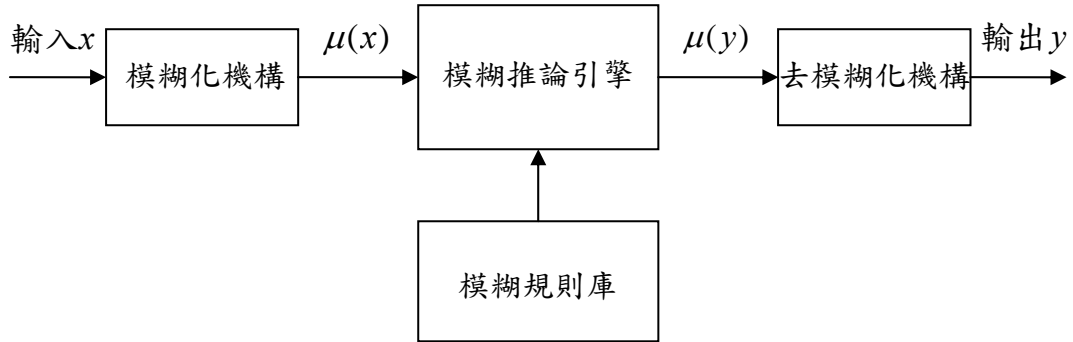 輸入x
μ(x)
μ(y)
輸出y
模糊化機構
模糊推論引擎
去模糊化機構
模糊規則庫